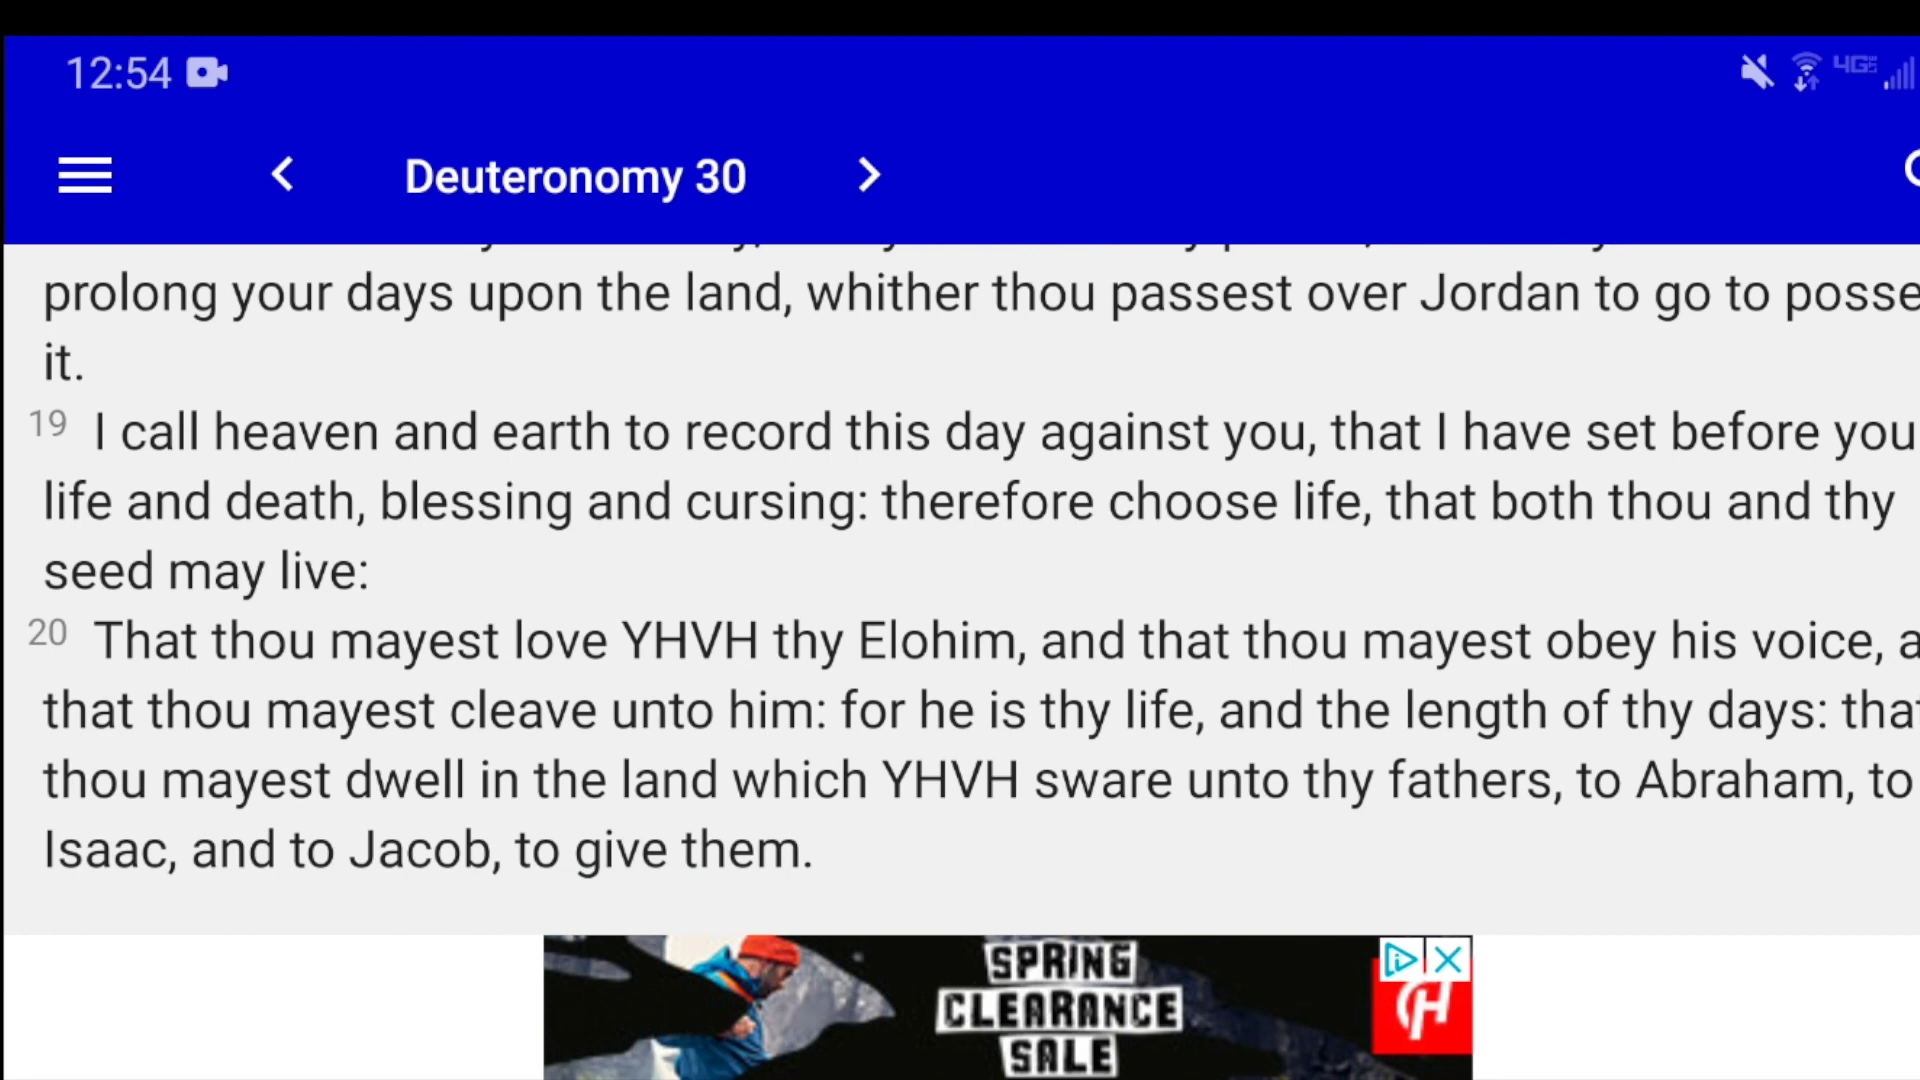 12:54
4G
Deuteronomy 30
prolong your days upon the land, whither thou passest over Jordan to go to posse
it.
19 I call heaven and earth to record this day against you, that I have set before you
life and death, blessing and cursing: therefore choose life, that both thou and thy
seed may live:
20 That thou mayest love YHVH thy Elohim, and that thou mayest obey his voice, a
that thou mayest cleave unto him: for he is thy life, and the length of thy days: that
thou mayest dwell in the land which YHVH sware unto thy fathers, to Abraham, to
Isaac, and to Jacob, to give them.
SPRING
CLEARANCE
SALE